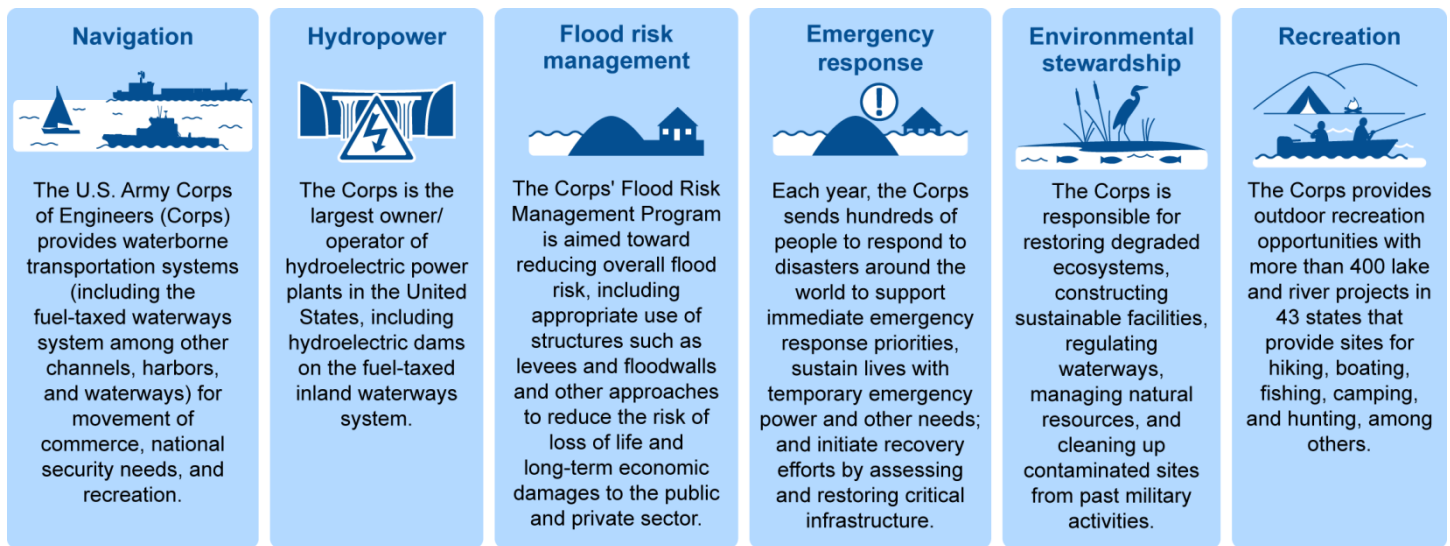 Navigation
The U.S. Army Corps
of Engineers (Corps)
provides waterborne
transportation systems
(including the
fuel-taxed waterways
system among other
channels, harbors,
and waterways) for
movement of
commerce, national
security needs, and
recreation.
Hydropower
The Corps is the
largest owner/
operator of
hydroelectric power
plants in the United
States, including
hydroelectric dams
on the fuel-taxed
inland waterways
system.
Flood risk
management
The Corps' Flood Risk
Management Program
is aimed toward
reducing overall flood
risk, including
appropriate use of
structures such as
levees and floodwalls
and other approaches
to reduce the risk of
loss of life and
long-term economic
damages to the public
and private sector.
Emergency
response
!
Each year, the Corps
sends hundreds of
people to respond to
disasters around the
world to support
immediate emergency
response priorities,
sustain lives with
temporary emergency
power and other needs;
and initiate recovery
efforts by assessing
and restoring critical
infrastructure.
Environmental
stewardship
The Corps is
responsible for
restoring degraded
ecosystems,
constructing
sustainable facilities,
regulating
waterways,
managing natural
resources, and
cleaning up
contaminated sites
from past military
activities.
Recreation
The Corps provides
outdoor recreation
opportunities with
more than 400 lake
and river projects in
43 states that
provide sites for
hiking, boating,
fishing, camping,
and hunting, among
others.